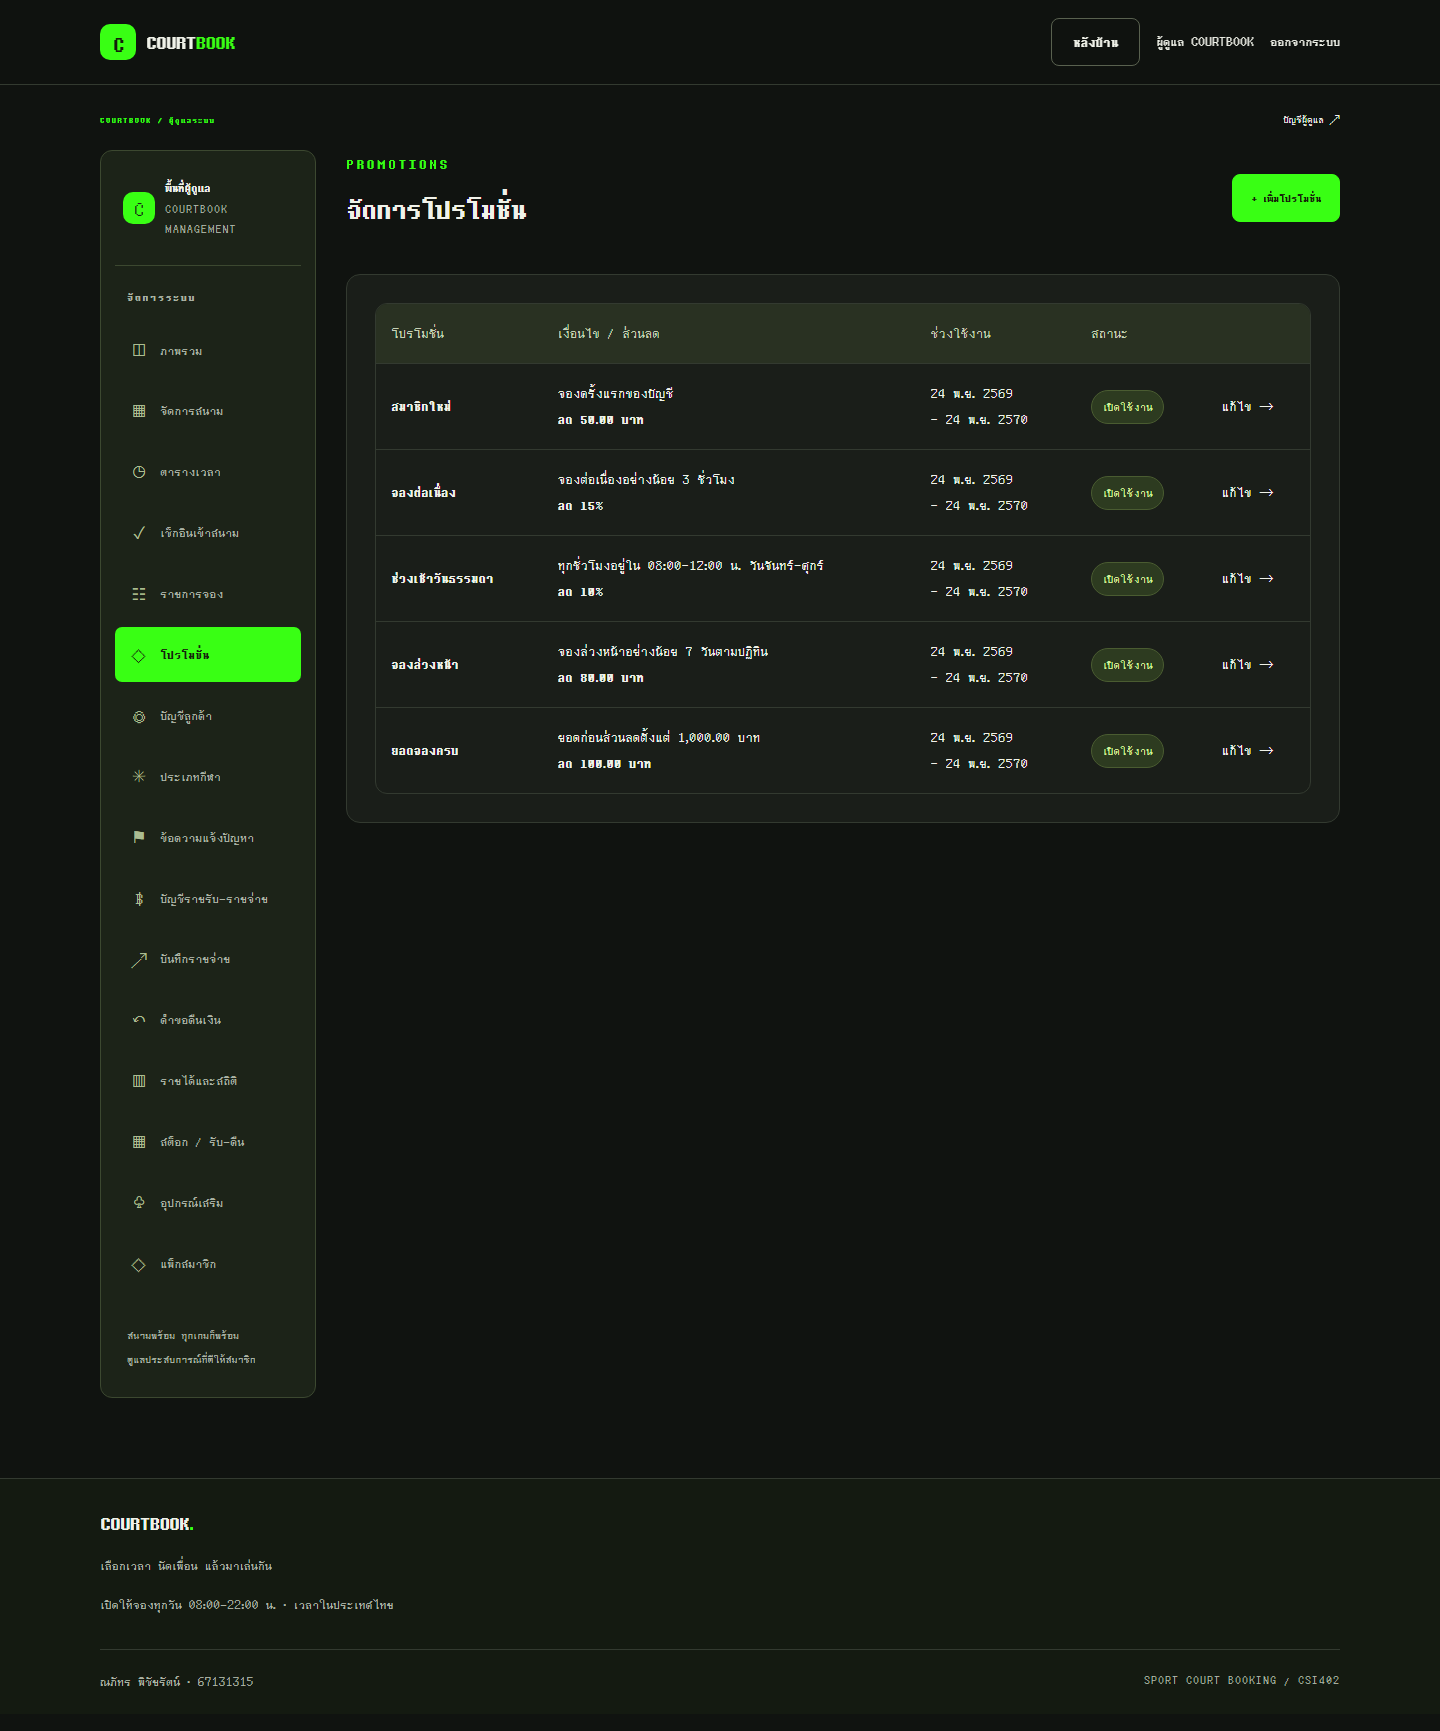 C COURTBOOK
หลังบ้าน
ผู้ดูแล COURTBOOK
ออกจากระบบ
COURTBOOK / ผู้ดูแลระบบ
บัญชีผู้ดูแล ↗
C
พื้นที่ผู้ดูแล
COURTBOOK
MANAGEMENT
จัดการระบบ
ภาพรวม
จัดการสนาม
ตารางเวลา
เช็กอินเข้าสนาม
รายการจอง
โปรโมชั่น
บัญชีลูกค้า
ประเภทกีฬา
ข้อความแจ้งปัญหา
฿ บัญชีรายรับ-รายจ่าย
บันทึกรายจ่าย
คำขอคืนเงิน
รายได้และสถิติ
สต็อก / รับ-คืน
อุปกรณ์เสริม
แพ็กสมาชิก
สนามพร้อม ทุกเกมก็พร้อม
ดูแลประสบการณ์ที่ดีให้สมาชิก
PROMOTIONS
จัดการโปรโมชั่น
+ เพิ่มโปรโมชั่น
โปรโมชั่น เงื่อนไข / ส่วนลด ช่วงใช้งาน สถานะ
สมาชิกใหม่
จองครั้งแรกของบัญชี
ลด 50.00 บาท
24 พ.ย. 2569
- 24 พ.ย. 2570
เปิดใช้งาน
แก้ไข →
จองต่อเนื่อง
จองต่อเนื่องอย่างน้อย 3 ชั่วโมง
ลด 15%
24 พ.ย. 2569
- 24 พ.ย. 2570
เปิดใช้งาน
แก้ไข →
ช่วงเช้าวันธรรมดา
ทุกชั่วโมงอยู่ใน 08:00-12:00 น. วันจันทร์-ศุกร์
ลด 10%
24 พ.ย. 2569
- 24 พ.ย. 2570
เปิดใช้งาน
แก้ไข →
จองล่วงหน้า
จองล่วงหน้าอย่างน้อย 7 วันตามปฏิทิน
ลด 80.00 บาท
24 พ.ย. 2569
- 24 พ.ย. 2570
เปิดใช้งาน
แก้ไข →
ยอดจองครบ
ยอดก่อนส่วนลดตั้งแต่ 1,000.00 บาท
ลด 100.00 บาท
24 พ.ย. 2569
- 24 พ.ย. 2570
เปิดใช้งาน
แก้ไข →
COURTBOOK.
เลือกเวลา นัดเพื่อน แล้วมาเล่นกัน
เปิดให้จองทุกวัน 08:00-22:00 น. · เวลาในประเทศไทย
ณภัทร พิชัยรัตน์ · 67131315
SPORT COURT BOOKING / CSI402